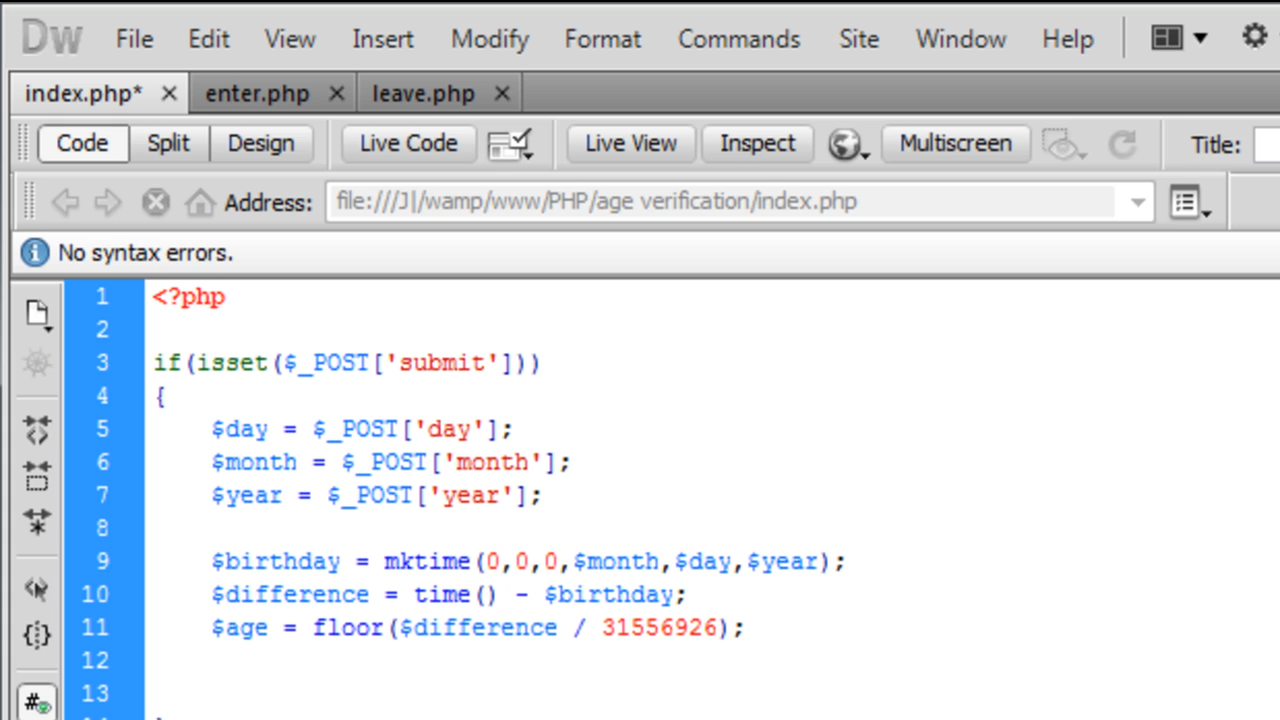 Dw File Edit View Insert Modify Format Commands Site Window Help
index.php* × enter.php × leave.php ×
Code Split Design Live Code Live View Inspect Multiscreen Title:
Address: file:///J|/wamp/www/PHP/age verification/index.php
No syntax errors.
1 <?php
2
3 if(isset($_POST['submit']))
4 {
5 $day = $_POST['day'];
6 $month = $_POST['month'];
7 $year = $_POST['year'];
8
9 $birthday = mktime(0,0,0,$month,$day,$year);
10 $difference = time() - $birthday;
11 $age = floor($difference / 31556926);
12
13